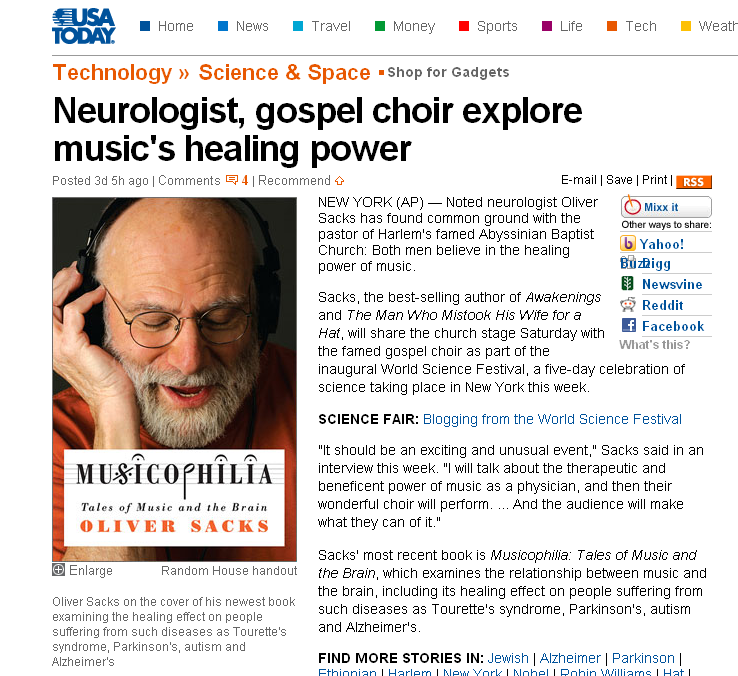 USA
TODAY
Home News Travel Money Sports Life Tech Weath
Technology » Science & Space Shop for Gadgets
Neurologist, gospel choir explore
music's healing power
Posted 3d 5h ago | Comments 4 | Recommend
E-mail | Save | Print | RSS
MUSICOPHILIA
Tales of Music and the Brain
OLIVER SACKS
Enlarge Random House handout
Oliver Sacks on the cover of his newest book
examining the healing effect on people
suffering from such diseases as Tourette's
syndrome, Parkinson's, autism and
Alzheimer's
NEW YORK (AP) — Noted neurologist Oliver
Sacks has found common ground with the
pastor of Harlem's famed Abyssinian Baptist
Church: Both men believe in the healing
power of music.
Mixx it
Other ways to share:
Yahoo!
Buzz
Digg
Newsvine
Reddit
Facebook
What's this?
Sacks, the best-selling author of Awakenings
and The Man Who Mistook His Wife for a
Hat, will share the church stage Saturday with
the famed gospel choir as part of the
inaugural World Science Festival, a five-day celebration of
science taking place in New York this week.
SCIENCE FAIR: Blogging from the World Science Festival
"It should be an exciting and unusual event," Sacks said in an
interview this week. "I will talk about the therapeutic and
beneficent power of music as a physician, and then their
wonderful choir will perform. ... And the audience will make
what they can of it."
Sacks' most recent book is Musicophilia: Tales of Music and
the Brain, which examines the relationship between music and
the brain, including its healing effect on people suffering from
such diseases as Tourette's syndrome, Parkinson's, autism
and Alzheimer's.
FIND MORE STORIES IN: Jewish | Alzheimer | Parkinson |
Ethiopian | Harlem | New York | Nobel | Robin Williams | Hat |